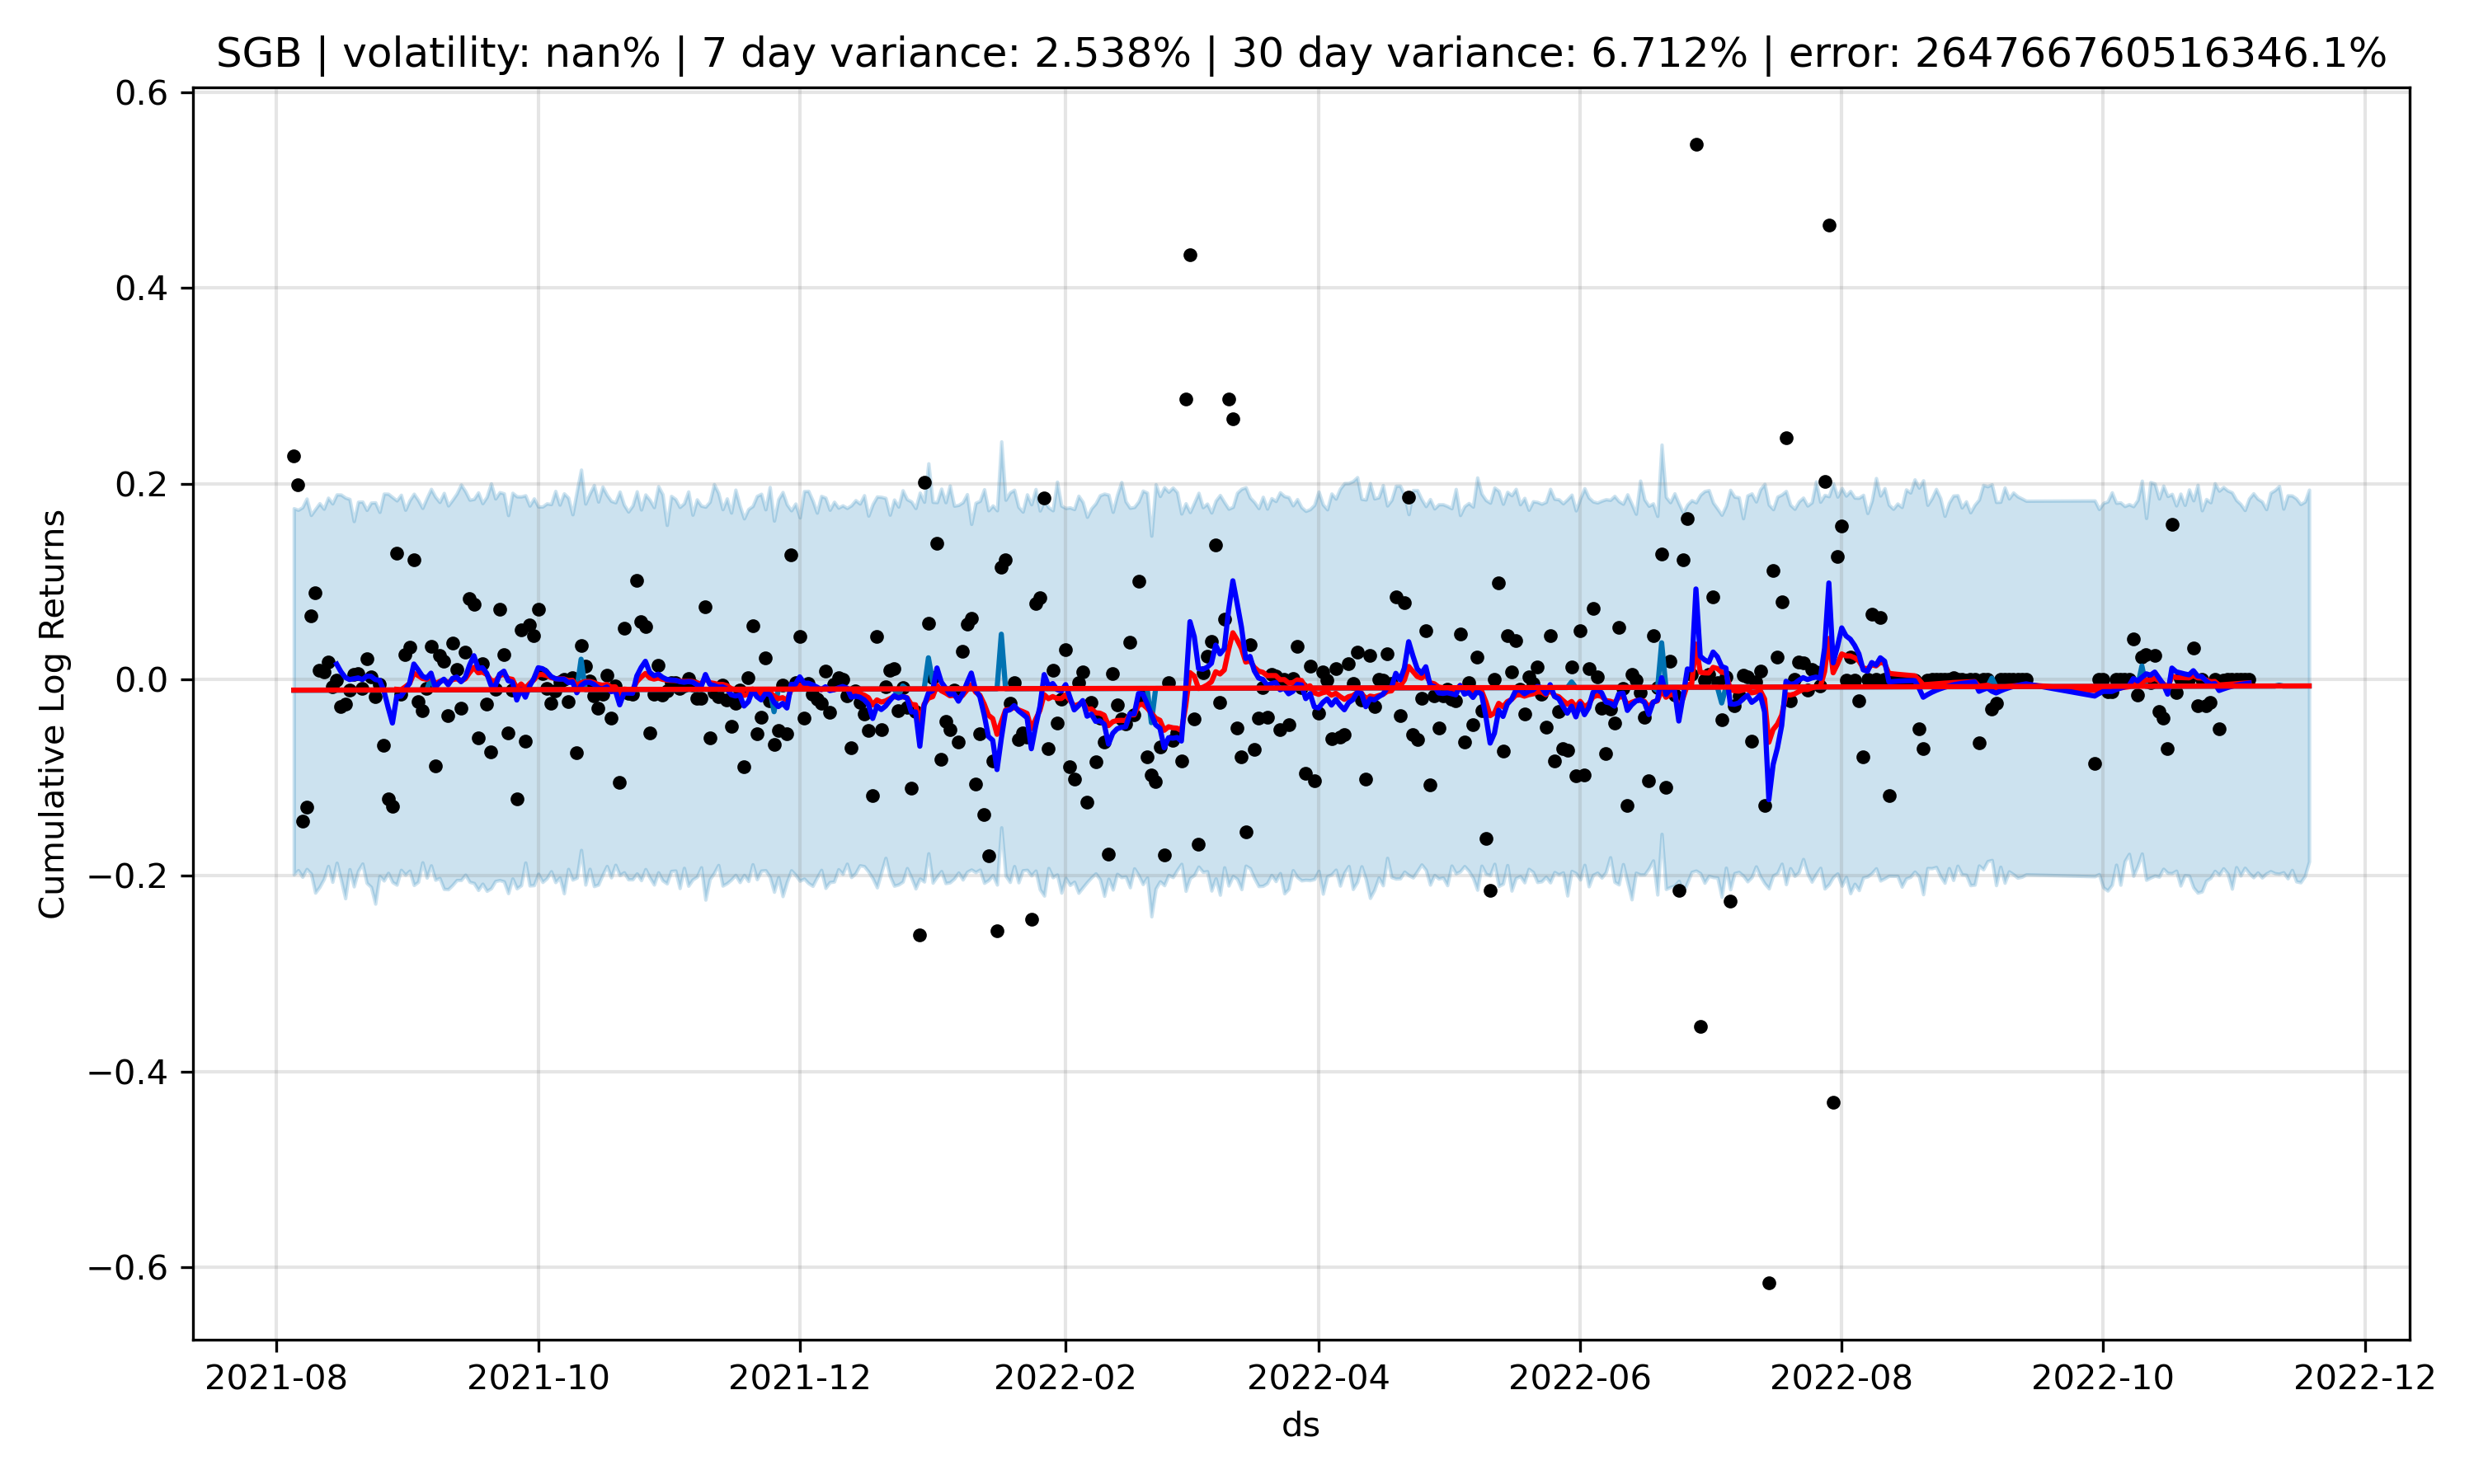 SGB | volatility: nan% | 7 day variance: 2.538% | 30 day variance: 6.712% | error: 264766760516346.1%
0.6
0.4
0.2
0.0
−0.2
−0.4
−0.6
Cumulative Log Returns
2021-08 2021-10 2021-12 2022-02 2022-04 2022-06 2022-08 2022-10 2022-12
ds